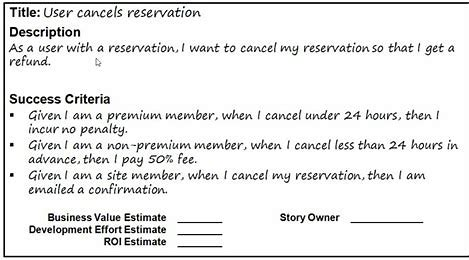 Title: User cancels reservation
Description
As a user with a reservation, I want to cancel my reservation so that I get a
refund.
Success Criteria
▪ Given I am a premium member, when I cancel under 24 hours, then I
incur no penalty.
▪ Given I am a non-premium member, when I cancel less than 24 hours in
advance, then I pay 50% fee.
▪ Given I am a site member, when I cancel my reservation, then I am
emailed a confirmation.
Business Value Estimate ________ Story Owner ________
Development Effort Estimate ________
ROI Estimate ________